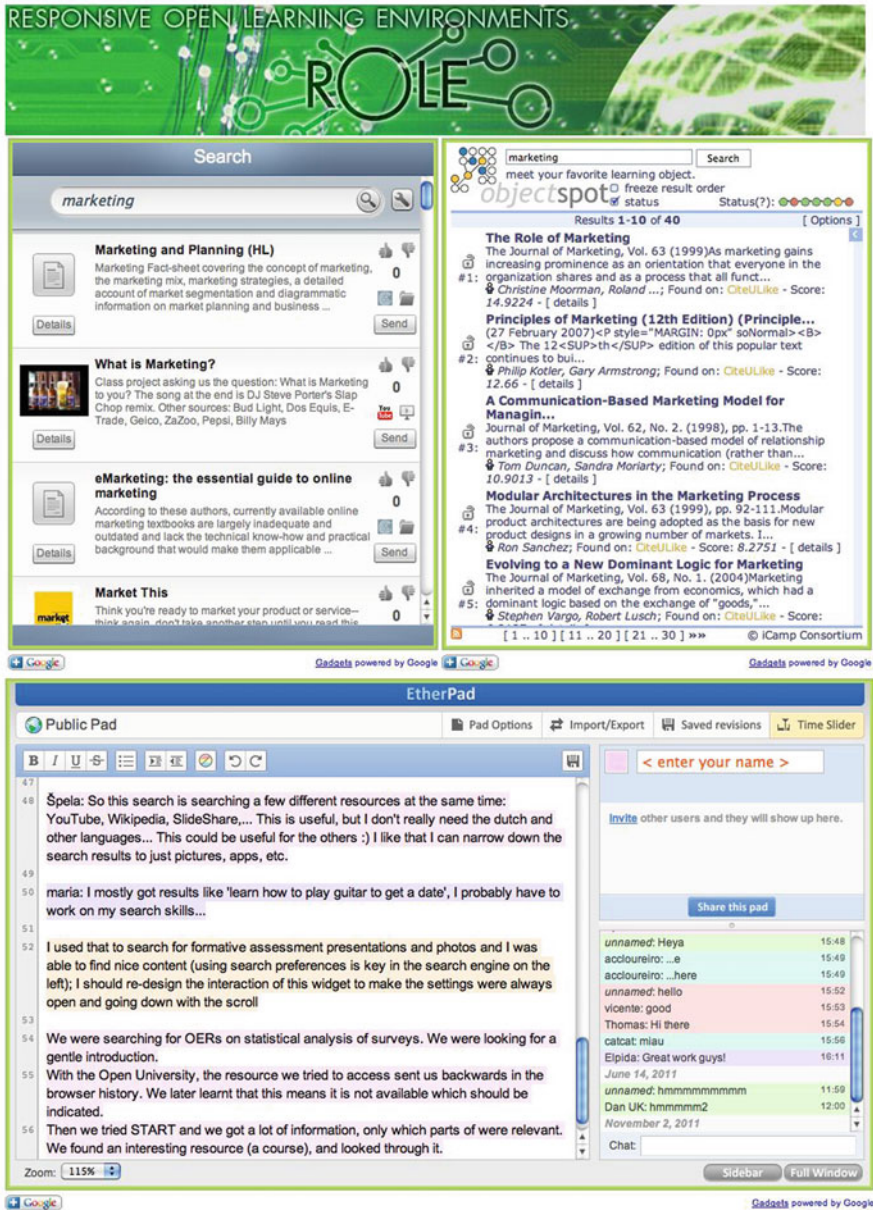 RESPONSIVE OPEN LEARNING ENVIRONMENTS
ROLE
Search
marketing
Marketing and Planning (HL)
Marketing Fact-sheet covering the concept of marketing,
the marketing mix, marketing strategies, a detailed
account of market segmentation and diagrammatic
information on market planning and business ...
0
Details
Send
What is Marketing?
Class project asking us the question: What is Marketing
to you? The song at the end is DJ Steve Porter's Slap
Chop remix. Other sources: Bud Light, Dos Equis, E-
Trade, Geico, ZaZoo, Pepsi, Billy Mays
0
You Tube
Details
Send
eMarketing: the essential guide to online
marketing
According to these authors, currently available online
marketing textbooks are largely inadequate and
outdated and lack the technical know-how and practical
background that would make them applicable ...
0
Details
Send
Market This
Think you're ready to market your product or service--
think again, don't take another step until you read this
market
0
Google
Gadgets powered by Google
marketing
Search
meet your favorite learning object.
objectspot
freeze result order
status
Status(?):
Results 1-10 of 40
[ Options ]
The Role of Marketing
The Journal of Marketing, Vol. 63 (1999)As marketing gains
increasing prominence as an orientation that everyone in the
#1: organization shares and as a process that all funct...
Christine Moorman, Roland ...; Found on: CiteULike - Score:
14.9224 - [ details ]
Principles of Marketing (12th Edition) (Principle...
(27 February 2007)<P style="MARGIN: 0px" soNormal><B>
</B> The 12<SUP>th</SUP> edition of this popular text
#2: continues to bui...
Philip Kotler, Gary Armstrong; Found on: CiteULike - Score:
12.66 - [ details ]
A Communication-Based Marketing Model for
Managin...
Journal of Marketing, Vol. 62, No. 2. (1998), pp. 1-13.The
#3: authors propose a communication-based model of relationship
marketing and discuss how communication (rather than...
Tom Duncan, Sandra Moriarty; Found on: CiteULike - Score:
10.9013 - [ details ]
Modular Architectures in the Marketing Process
The Journal of Marketing, Vol. 63 (1999), pp. 92-111.Modular
product architectures are being adopted as the basis for new
#4: product designs in a growing number of markets. I...
Ron Sanchez; Found on: CiteULike - Score: 8.2751 - [ details ]
Evolving to a New Dominant Logic for Marketing
The Journal of Marketing, Vol. 68, No. 1. (2004)Marketing
inherited a model of exchange from economics, which had a
#5: dominant logic based on the exchange of "goods,"...
Stephen Vargo, Robert Lusch; Found on: CiteULike - Score:
[ 1 .. 10 ] [ 11 .. 20 ] [ 21 .. 30 ] »»
© iCamp Consortium
Google
Gadgets powered by Google
EtherPad
Public Pad
Pad Options
Import/Export
Saved revisions
Time Slider
B I U S
47
48 Špela: So this search is searching a few different resources at the same time:
YouTube, Wikipedia, SlideShare,... This is useful, but I don't really need the dutch and
other languages... This could be useful for the others :) I like that I can narrow down the
search results to just pictures, apps, etc.
49
50 maria: I mostly got results like 'learn how to play guitar to get a date', I probably have to
work on my search skills...
51
52 I used that to search for formative assessment presentations and photos and I was
able to find nice content (using search preferences is key in the search engine on the
left); I should re-design the interaction of this widget to make the settings were always
open and going down with the scroll
53
54 We were searching for OERs on statistical analysis of surveys. We were looking for a
gentle introduction.
55 With the Open University, the resource we tried to access sent us backwards in the
browser history. We later learnt that this means it is not available which should be
indicated.
56 Then we tried START and we got a lot of information, only which parts of were relevant.
We found an interesting resource (a course), and looked through it.
Zoom: 115%
< enter your name >
Invite other users and they will show up here.
Share this pad
unnamed: Heya 15:48
accloureiro: ...e 15:49
accloureiro: ...here 15:49
unnamed: hello 15:52
vicente: good 15:53
Thomas: Hi there 15:54
catcat: miau 15:56
Elpida: Great work guys! 16:11
June 14, 2011
unnamed: hmmmmmmmmm 11:59
Dan UK: hmmmmm2 12:00
November 2, 2011
Chat:
Sidebar
Full Window
Google
Gadgets powered by Google